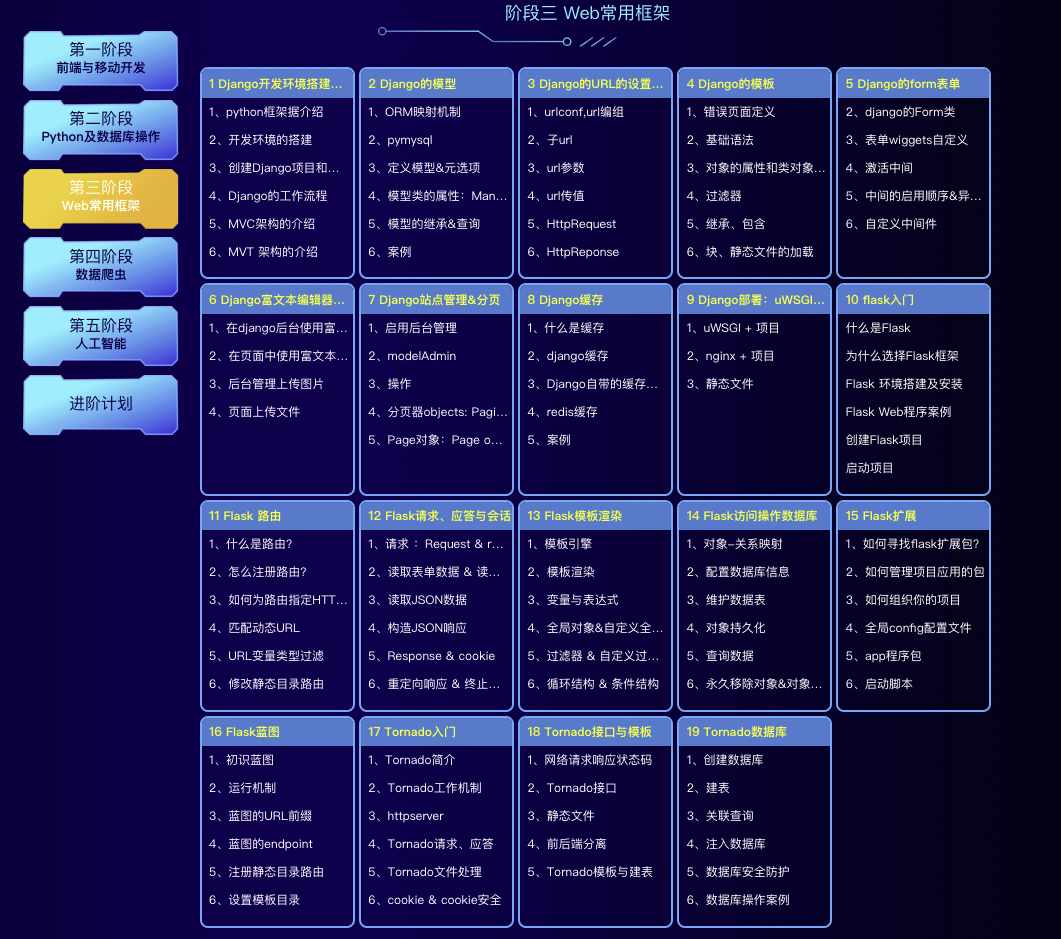 阶段三 Web常用框架
第一阶段
前端与移动开发
第二阶段
Python及数据库操作
第三阶段
Web常用框架
第四阶段
数据爬虫
第五阶段
人工智能
进阶计划
1 Django开发环境搭建...
1、python框架据介绍
2、开发环境的搭建
3、创建Django项目和...
4、Django的工作流程
5、MVC架构的介绍
6、MVT 架构的介绍
2 Django的模型
1、ORM映射机制
2、pymysql
3、定义模型&元选项
4、模型类的属性：Man...
5、模型的继承&查询
6、案例
3 Django的URL的设置...
1、urlconf,url编组
2、子url
3、url参数
4、url传值
5、HttpRequest
6、HttpReponse
4 Django的模板
1、错误页面定义
2、基础语法
3、对象的属性和类对象...
4、过滤器
5、继承、包含
6、块、静态文件的加载
5 Django的form表单
2、django的Form类
3、表单wiggets自定义
4、激活中间
5、中间的启用顺序&异...
6、自定义中间件
6 Django富文本编辑器...
1、在django后台使用富...
2、在页面中使用富文本...
3、后台管理上传图片
4、页面上传文件
7 Django站点管理&分页
1、启用后台管理
2、modelAdmin
3、操作
4、分页器objects: Pagi...
5、Page对象：Page o...
8 Django缓存
1、什么是缓存
2、django缓存
3、Django自带的缓存...
4、redis缓存
5、案例
9 Django部署：uWSGI...
1、uWSGI + 项目
2、nginx + 项目
3、静态文件
10 flask入门
什么是Flask
为什么选择Flask框架
Flask 环境搭建及安装
Flask Web程序案例
创建Flask项目
启动项目
11 Flask 路由
1、什么是路由?
2、怎么注册路由?
3、如何为路由指定HTT...
4、匹配动态URL
5、URL变量类型过滤
6、修改静态目录路由
12 Flask请求、应答与会话
1、请求 ：Request & r...
2、读取表单数据 & 读...
3、读取JSON数据
4、构造JSON响应
5、Response & cookie
6、重定向响应 & 终止...
13 Flask模板渲染
1、模板引擎
2、模板渲染
3、变量与表达式
4、全局对象&自定义全...
5、过滤器 & 自定义过...
6、循环结构 & 条件结构
14 Flask访问操作数据库
1、对象-关系映射
2、配置数据库信息
3、维护数据表
4、对象持久化
5、查询数据
6、永久移除对象&对象...
15 Flask扩展
1、如何寻找flask扩展包?
2、如何管理项目应用的包
3、如何组织你的项目
4、全局config配置文件
5、app程序包
6、启动脚本
16 Flask蓝图
1、初识蓝图
2、运行机制
3、蓝图的URL前缀
4、蓝图的endpoint
5、注册静态目录路由
6、设置模板目录
17 Tornado入门
1、Tornado简介
2、Tornado工作机制
3、httpserver
4、Tornado请求、应答
5、Tornado文件处理
6、cookie & cookie安全
18 Tornado接口与模板
1、网络请求响应状态码
2、Tornado接口
3、静态文件
4、前后端分离
5、Tornado模板与建表
19 Tornado数据库
1、创建数据库
2、建表
3、关联查询
4、注入数据库
5、数据库安全防护
6、数据库操作案例